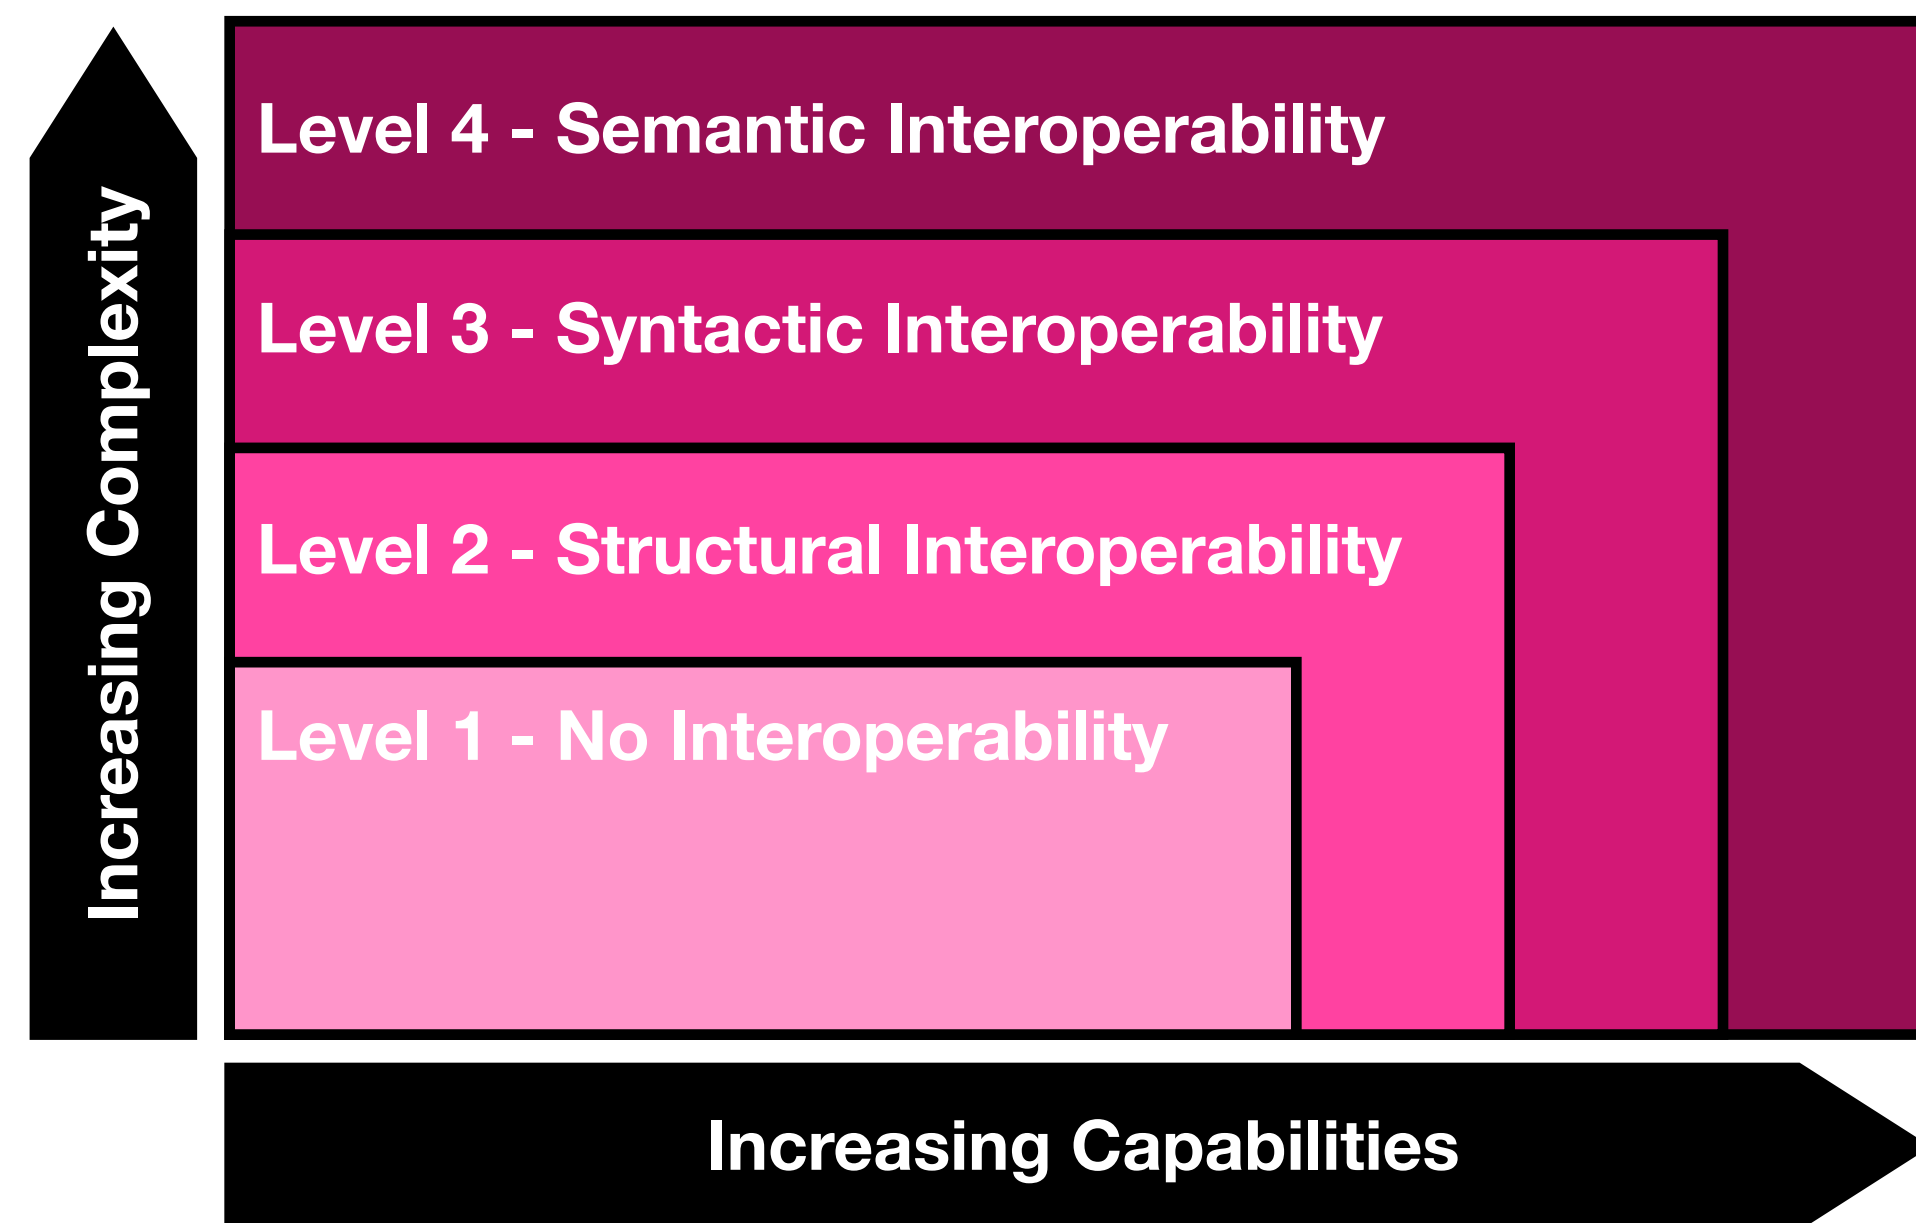 Increasing Complexity
Level 4 - Semantic Interoperability
Level 3 - Syntactic Interoperability
Level 2 - Structural Interoperability
Level 1 - No Interoperability
Increasing Capabilities